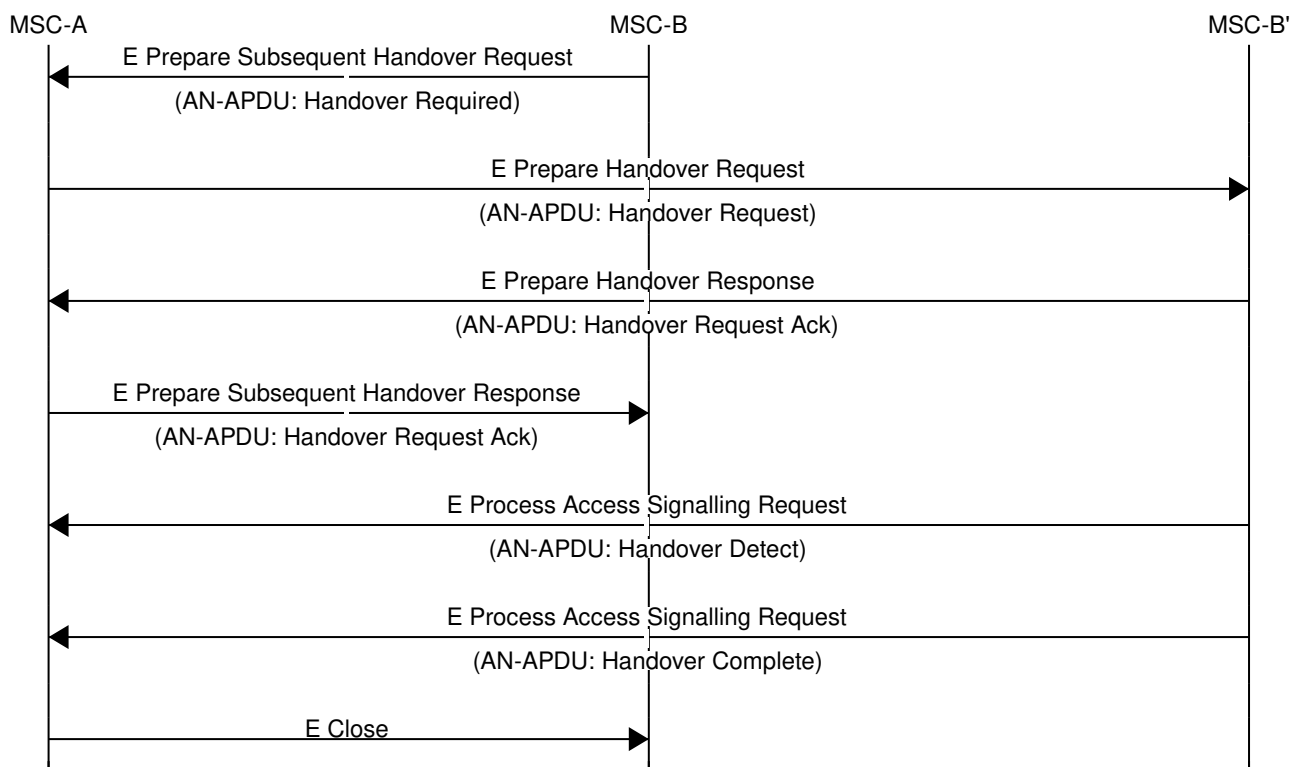 MSC-A MSC-B MSC-B'
E Prepare Subsequent Handover Request
(AN-APDU: Handover Required)
E Prepare Handover Request
(AN-APDU: Handover Request)
E Prepare Handover Response
(AN-APDU: Handover Request Ack)
E Prepare Subsequent Handover Response
(AN-APDU: Handover Request Ack)
E Process Access Signalling Request
(AN-APDU: Handover Detect)
E Process Access Signalling Request
(AN-APDU: Handover Complete)
E Close